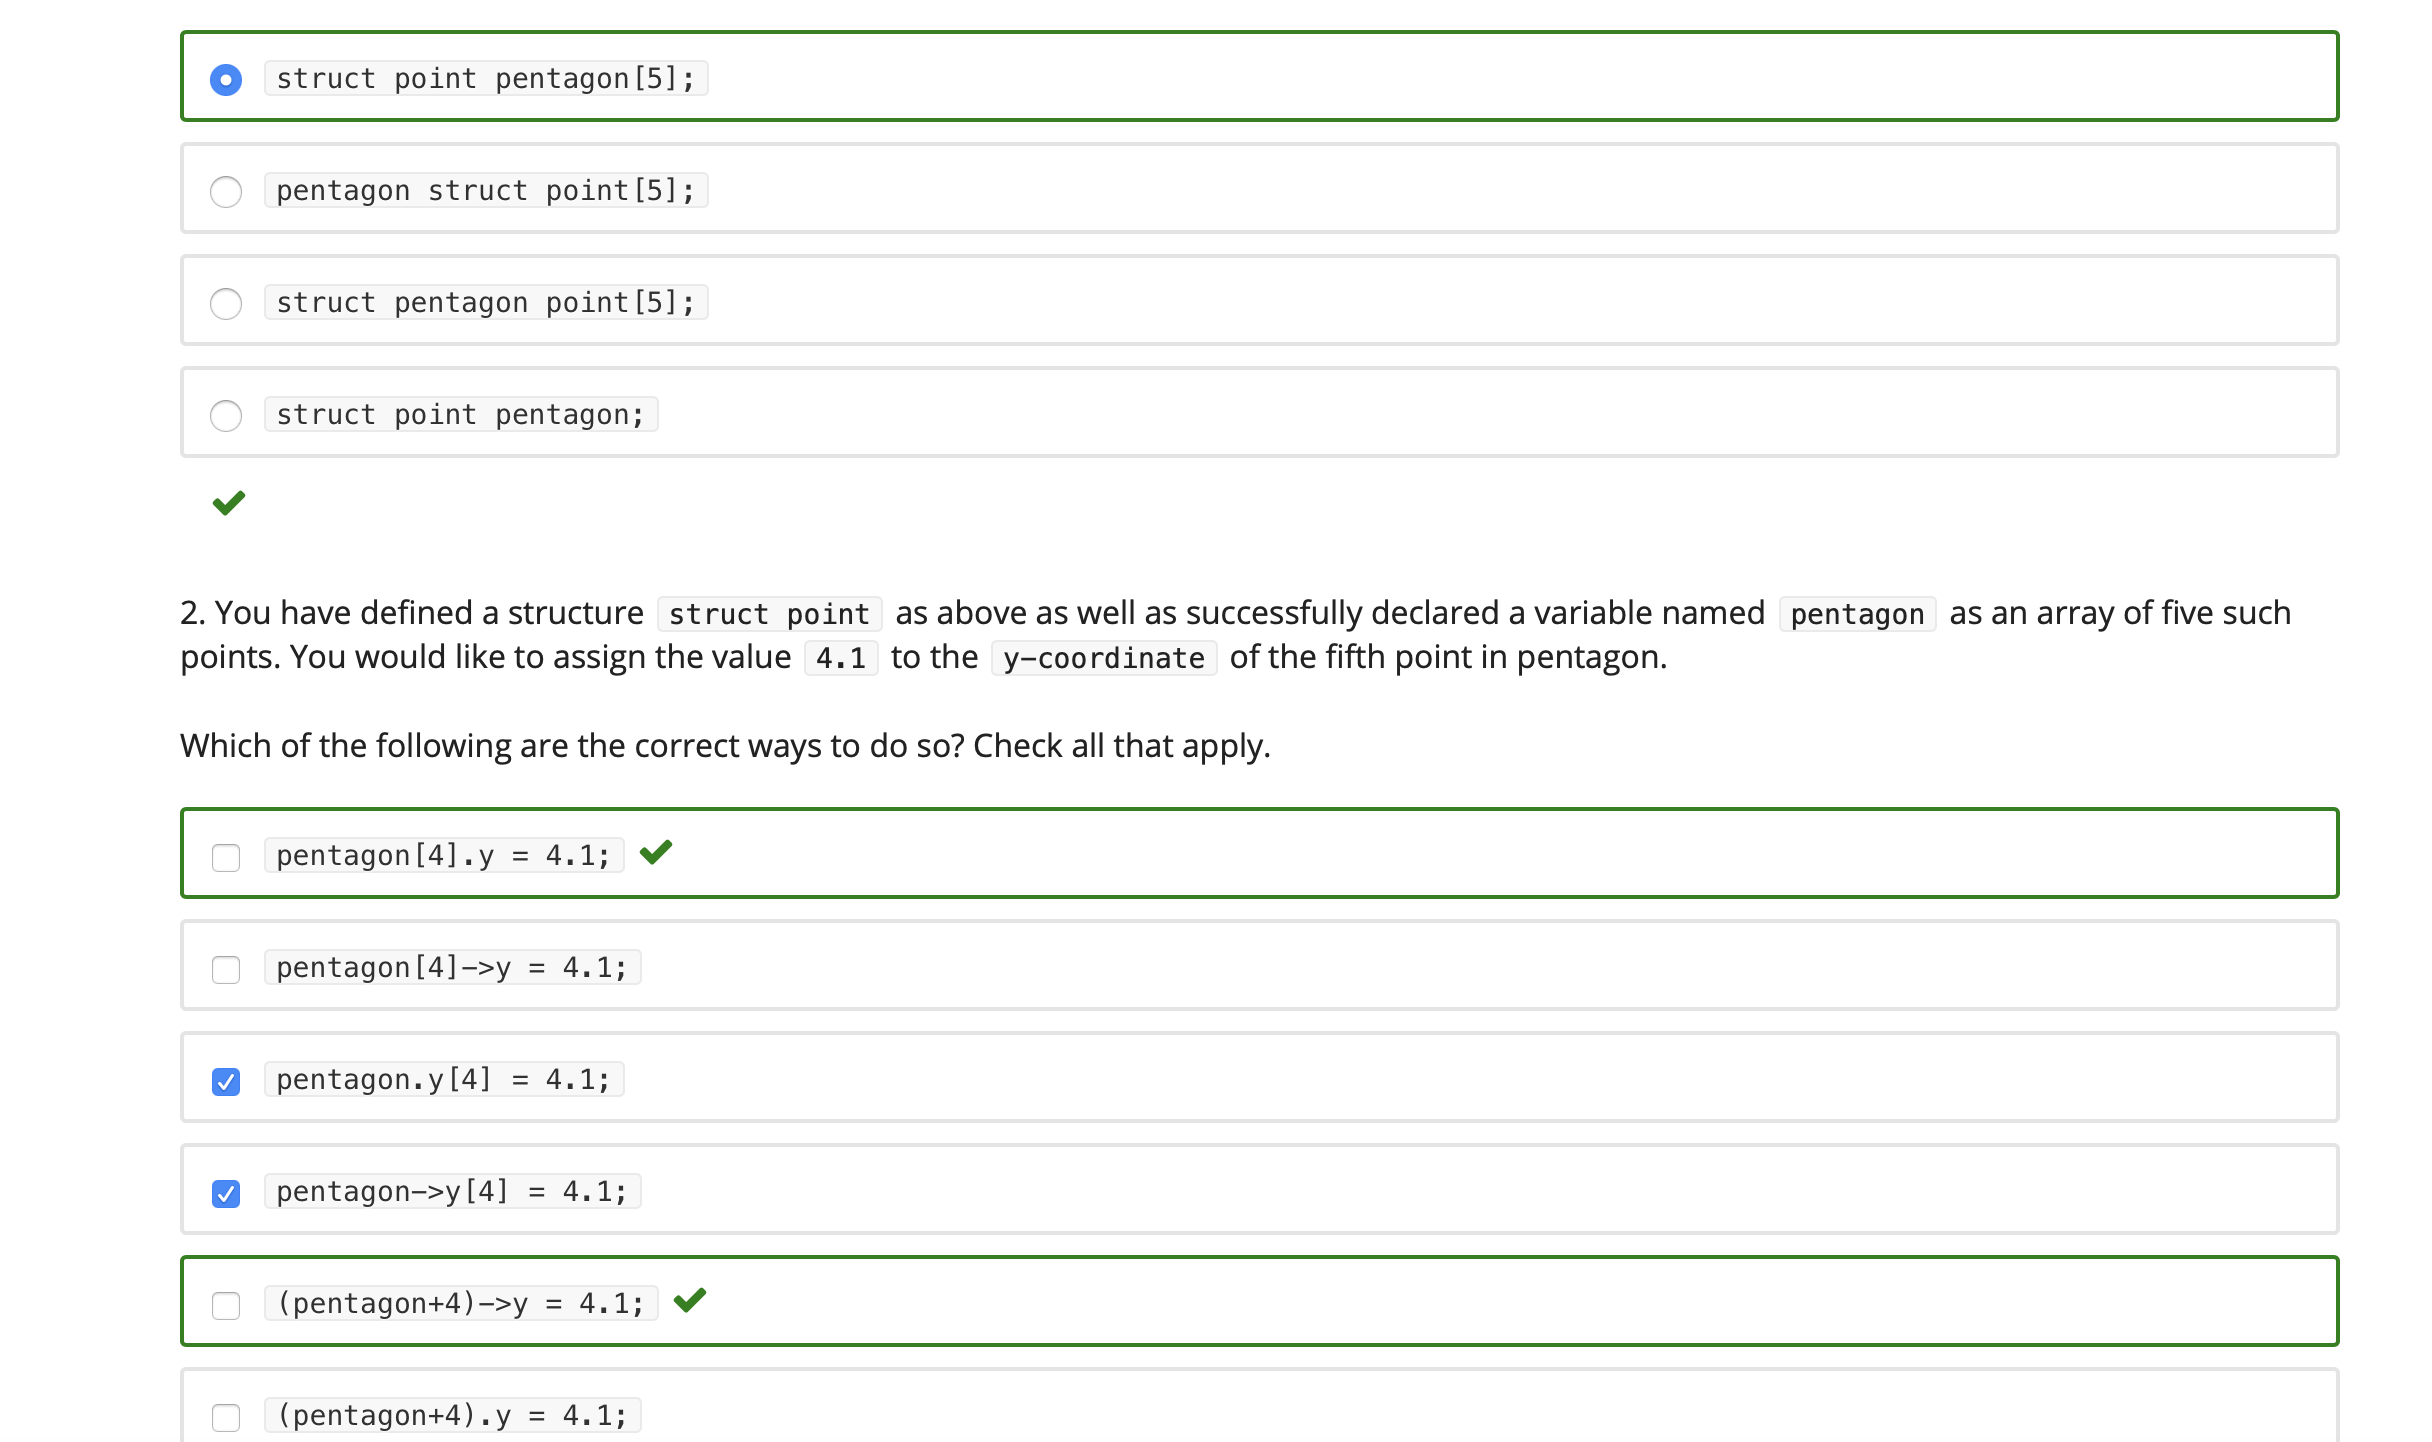 struct point pentagon[5];
pentagon struct point[5];
struct pentagon point[5];
struct point pentagon;
2. You have defined a structure struct point as above as well as successfully declared a variable named pentagon as an array of five such
points. You would like to assign the value 4.1 to the y-coordinate of the fifth point in pentagon.
Which of the following are the correct ways to do so? Check all that apply.
pentagon[4].y = 4.1;
pentagon[4]->y = 4.1;
pentagon.y[4] = 4.1;
pentagon->y[4] = 4.1;
(pentagon+4)->y = 4.1;
(pentagon+4).y = 4.1;